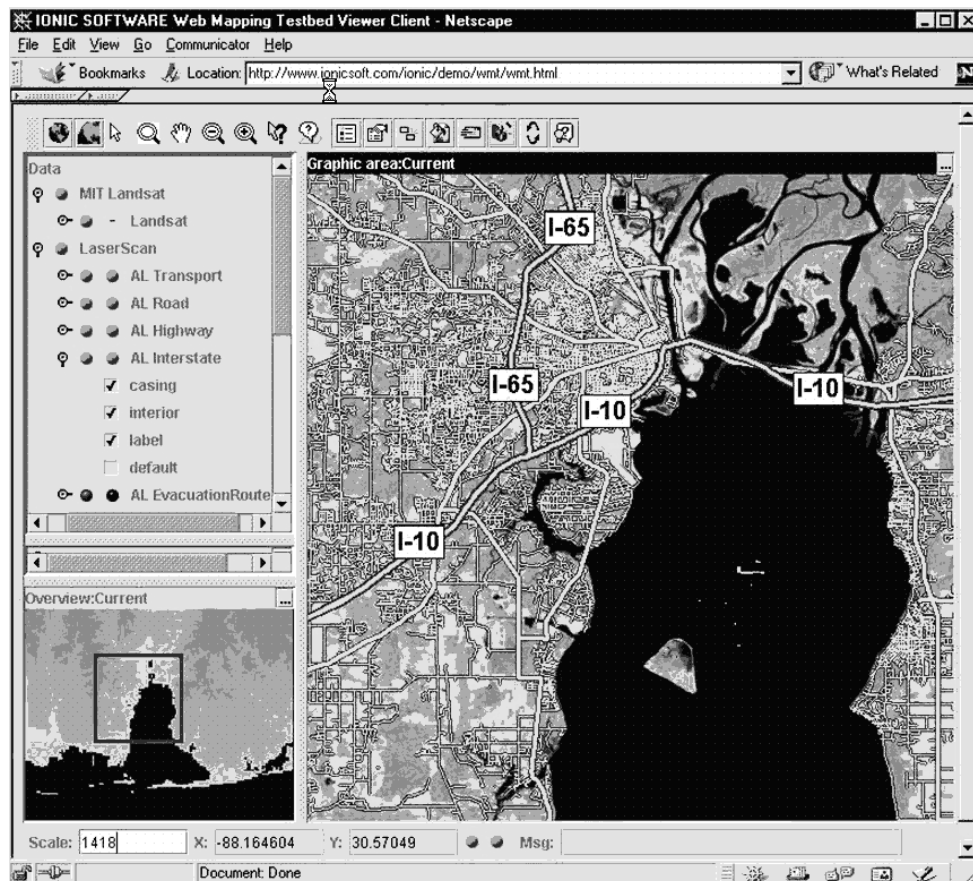 IONIC SOFTWARE Web Mapping Testbed Viewer Client - Netscape
File Edit View Go Communicator Help
Bookmarks Location: http://www.ionicsoft.com/ionic/demo/wmt/wmt.html What's Related N
Data
MIT Landsat
- Landsat
LaserScan
AL Transport
AL Road
AL Highway
AL Interstate
casing
interior
label
default
AL EvacuationRoute
Graphic area:Current ...
I-65
I-65
I-10
I-10
I-10
Overview:Current ...
Scale: 1418 X: -88.164604 Y: 30.57049 Msg:
Document: Done